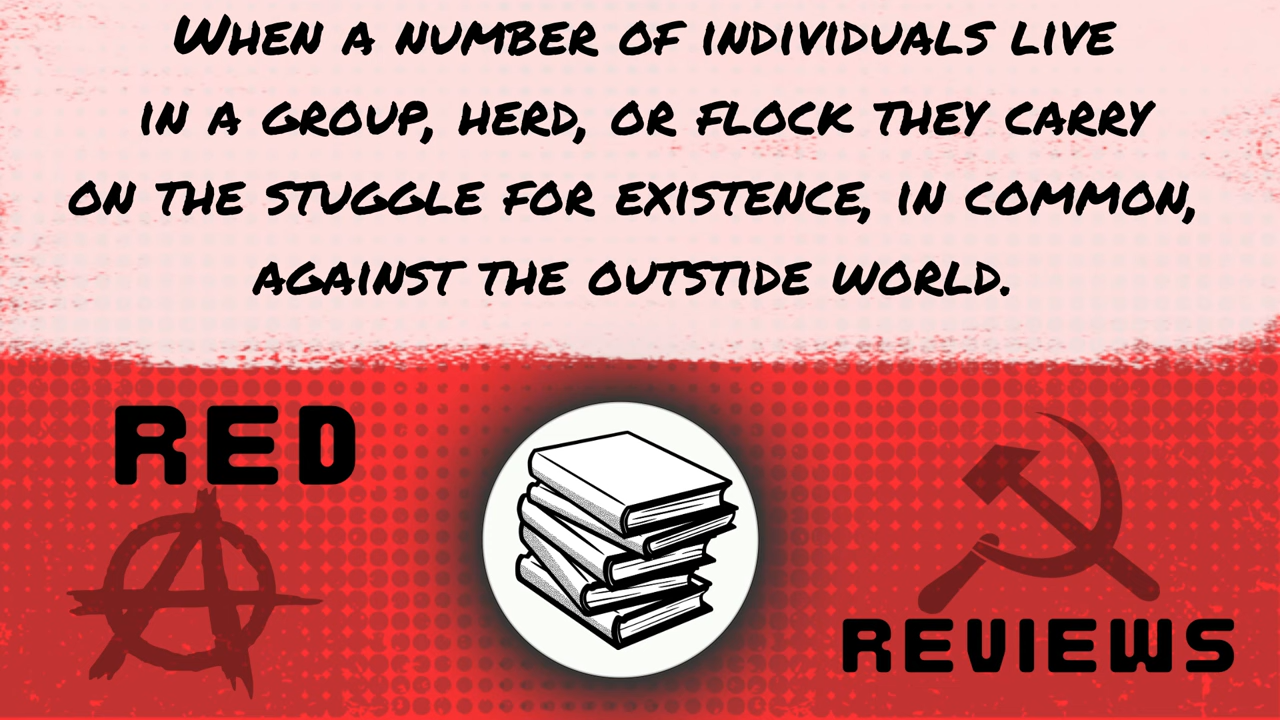 When a number of individuals live
in a group, herd, or flock they carry
on the stuggle for existence, in common,
against the outstide world.
RED
REVIEWS